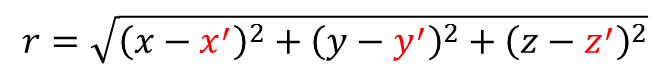 r = √(x − x′)² + (y − y′)² + (z − z′)²